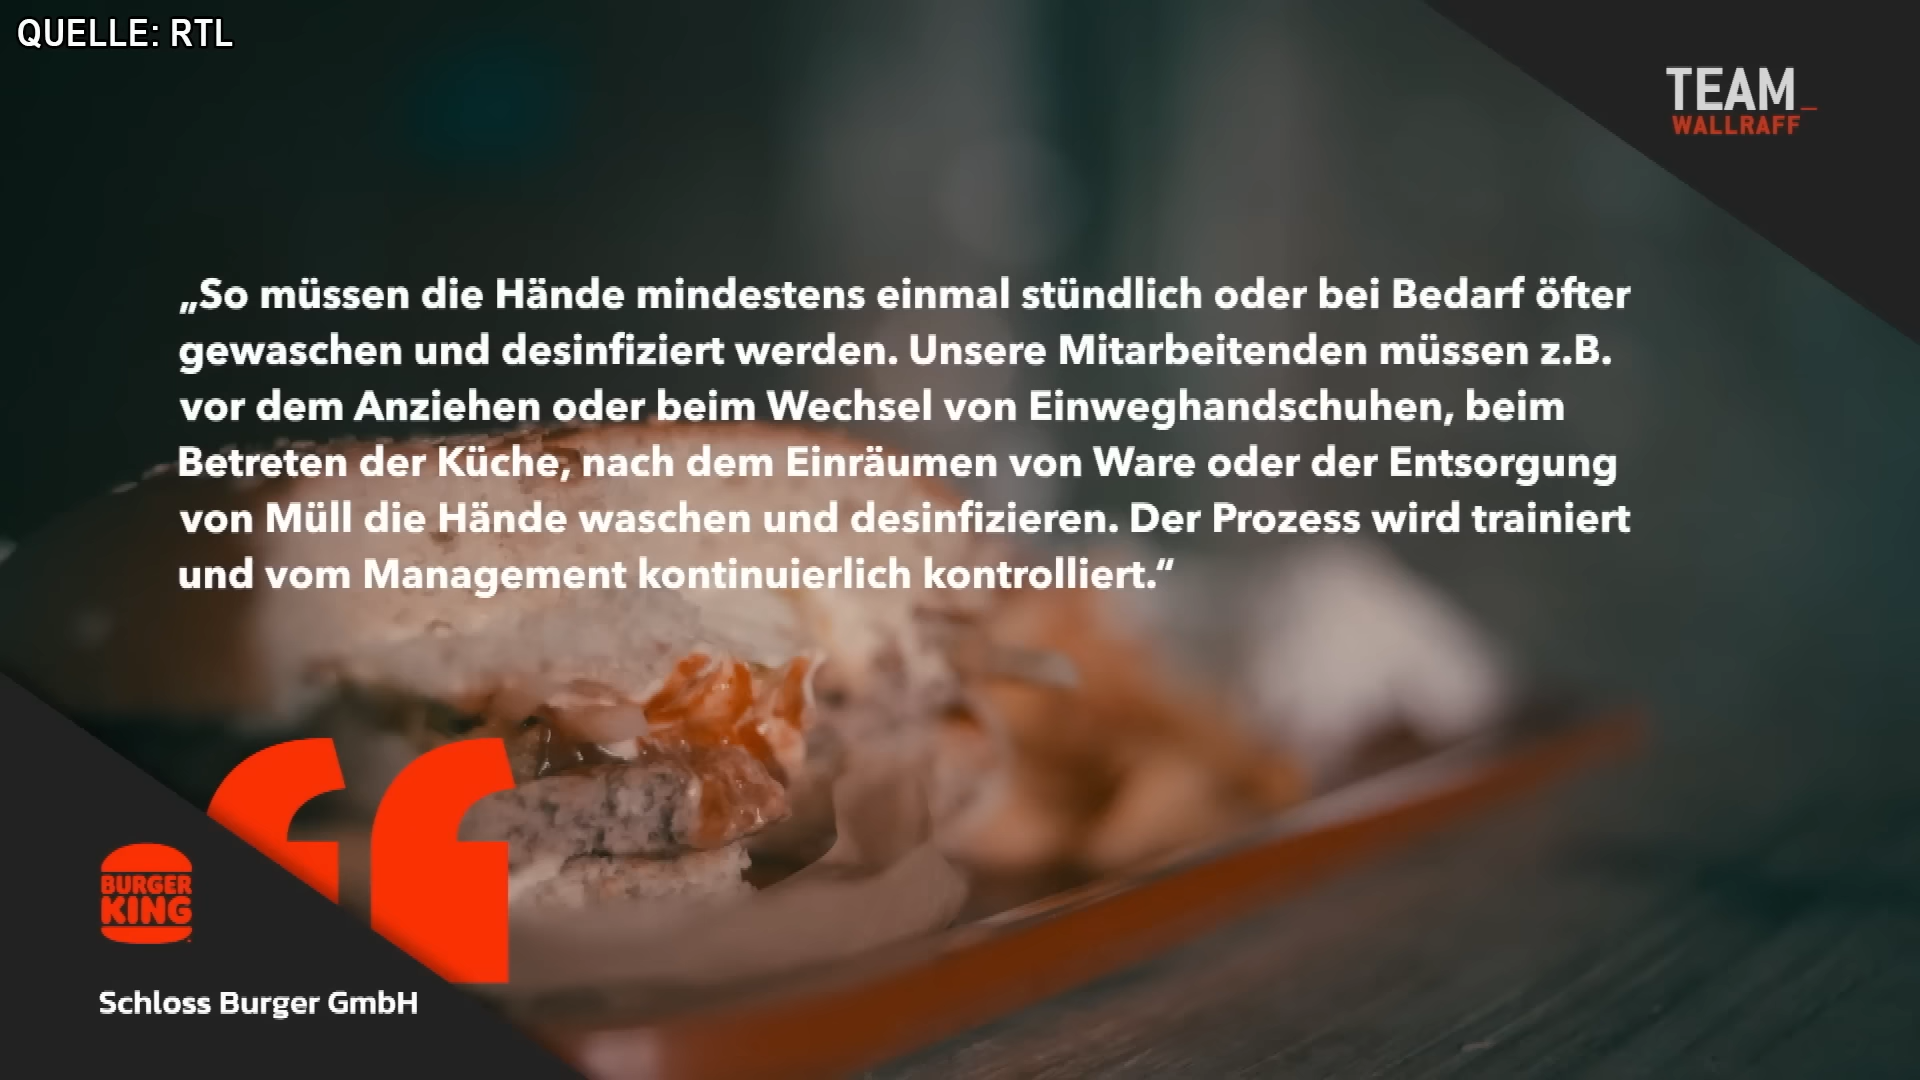 QUELLE: RTL
TEAM_
WALLRAFF
„So müssen die Hände mindestens einmal stündlich oder bei Bedarf öfter
gewaschen und desinfiziert werden. Unsere Mitarbeitenden müssen z.B.
vor dem Anziehen oder beim Wechsel von Einweghandschuhen, beim
Betreten der Küche, nach dem Einräumen von Ware oder der Entsorgung
von Müll die Hände waschen und desinfizieren. Der Prozess wird trainiert
und vom Management kontinuierlich kontrolliert.“
BURGER
KING
Schloss Burger GmbH